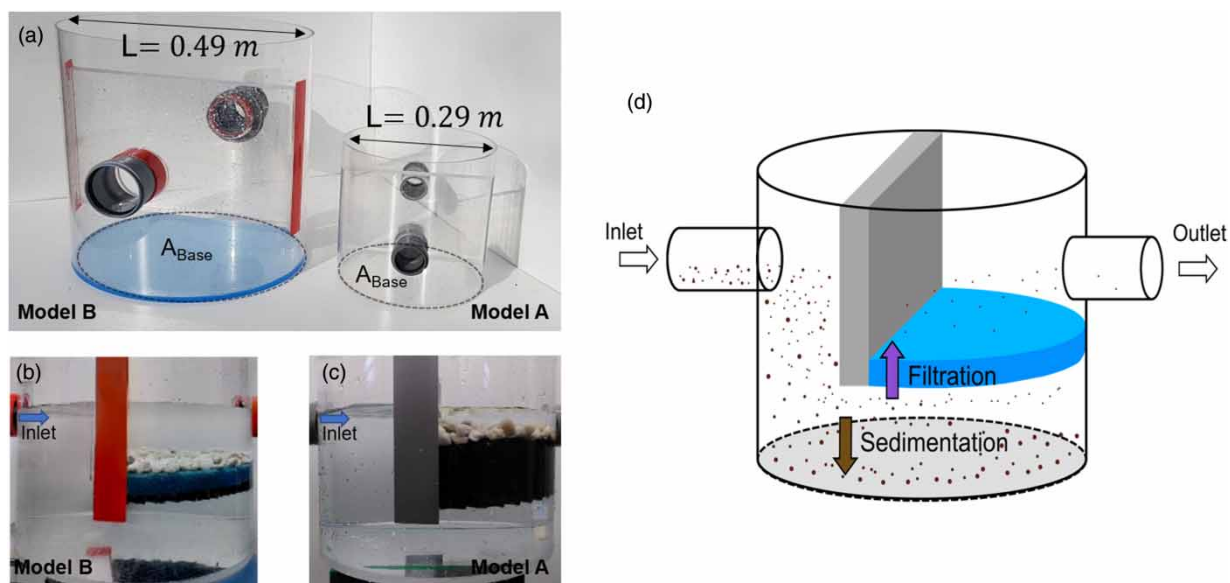 (a)
L= 0.49 m
L= 0.29 m
A_Base
A_Base
Model B
Model A
(b)
Inlet
Model B
(c)
Inlet
Model A
(d)
Inlet
Outlet
Filtration
Sedimentation